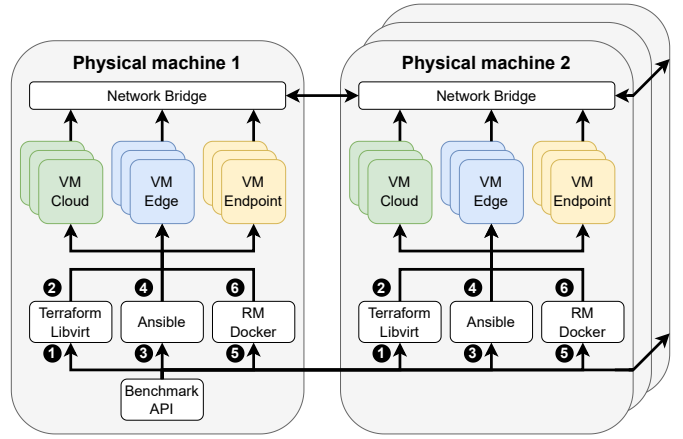 Physical machine 1
Network Bridge
VM
Cloud
VM
Edge
VM
Endpoint
2
4
6
Terraform
Libvirt
Ansible
RM
Docker
1
3
5
Benchmark
API
Physical machine 2
Network Bridge
VM
Cloud
VM
Edge
VM
Endpoint
2
4
6
Terraform
Libvirt
Ansible
RM
Docker
1
3
5